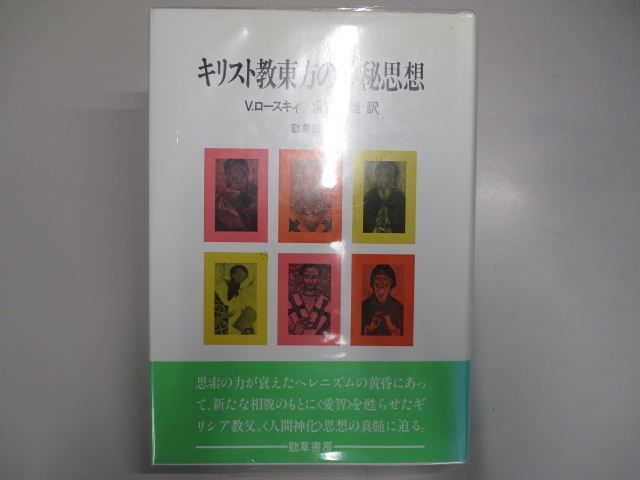 キリスト教東方の 秘思想
V.ロースキィ 訳
勁草
思索の力が衰えたヘレニズムの黄昏にあっ
て、新たな相貌のもとに〈愛智〉を甦らせたギ
リシア教父。〈人間神化〉思想の真髄に迫る。
勁草書房